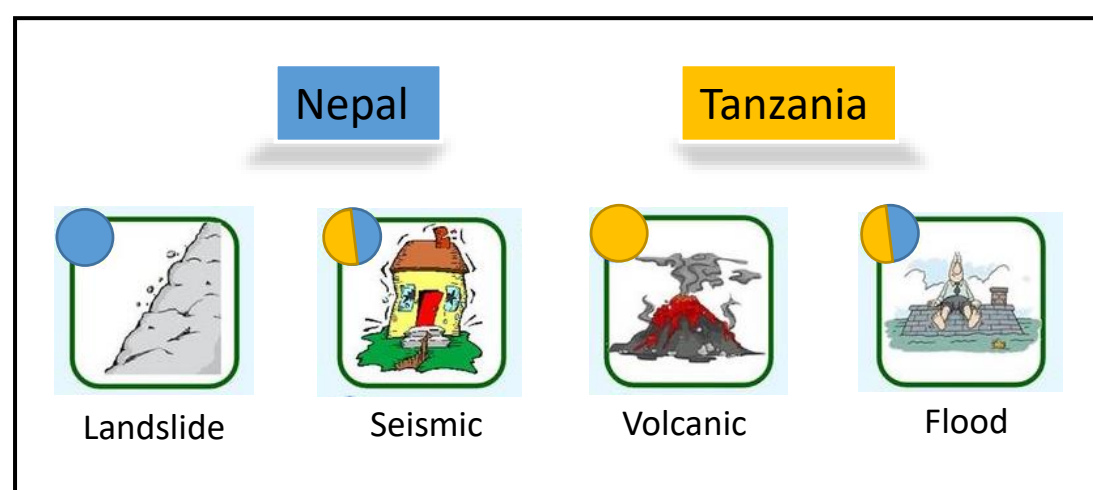 Nepal
Tanzania
Landslide
Seismic
Volcanic
Flood